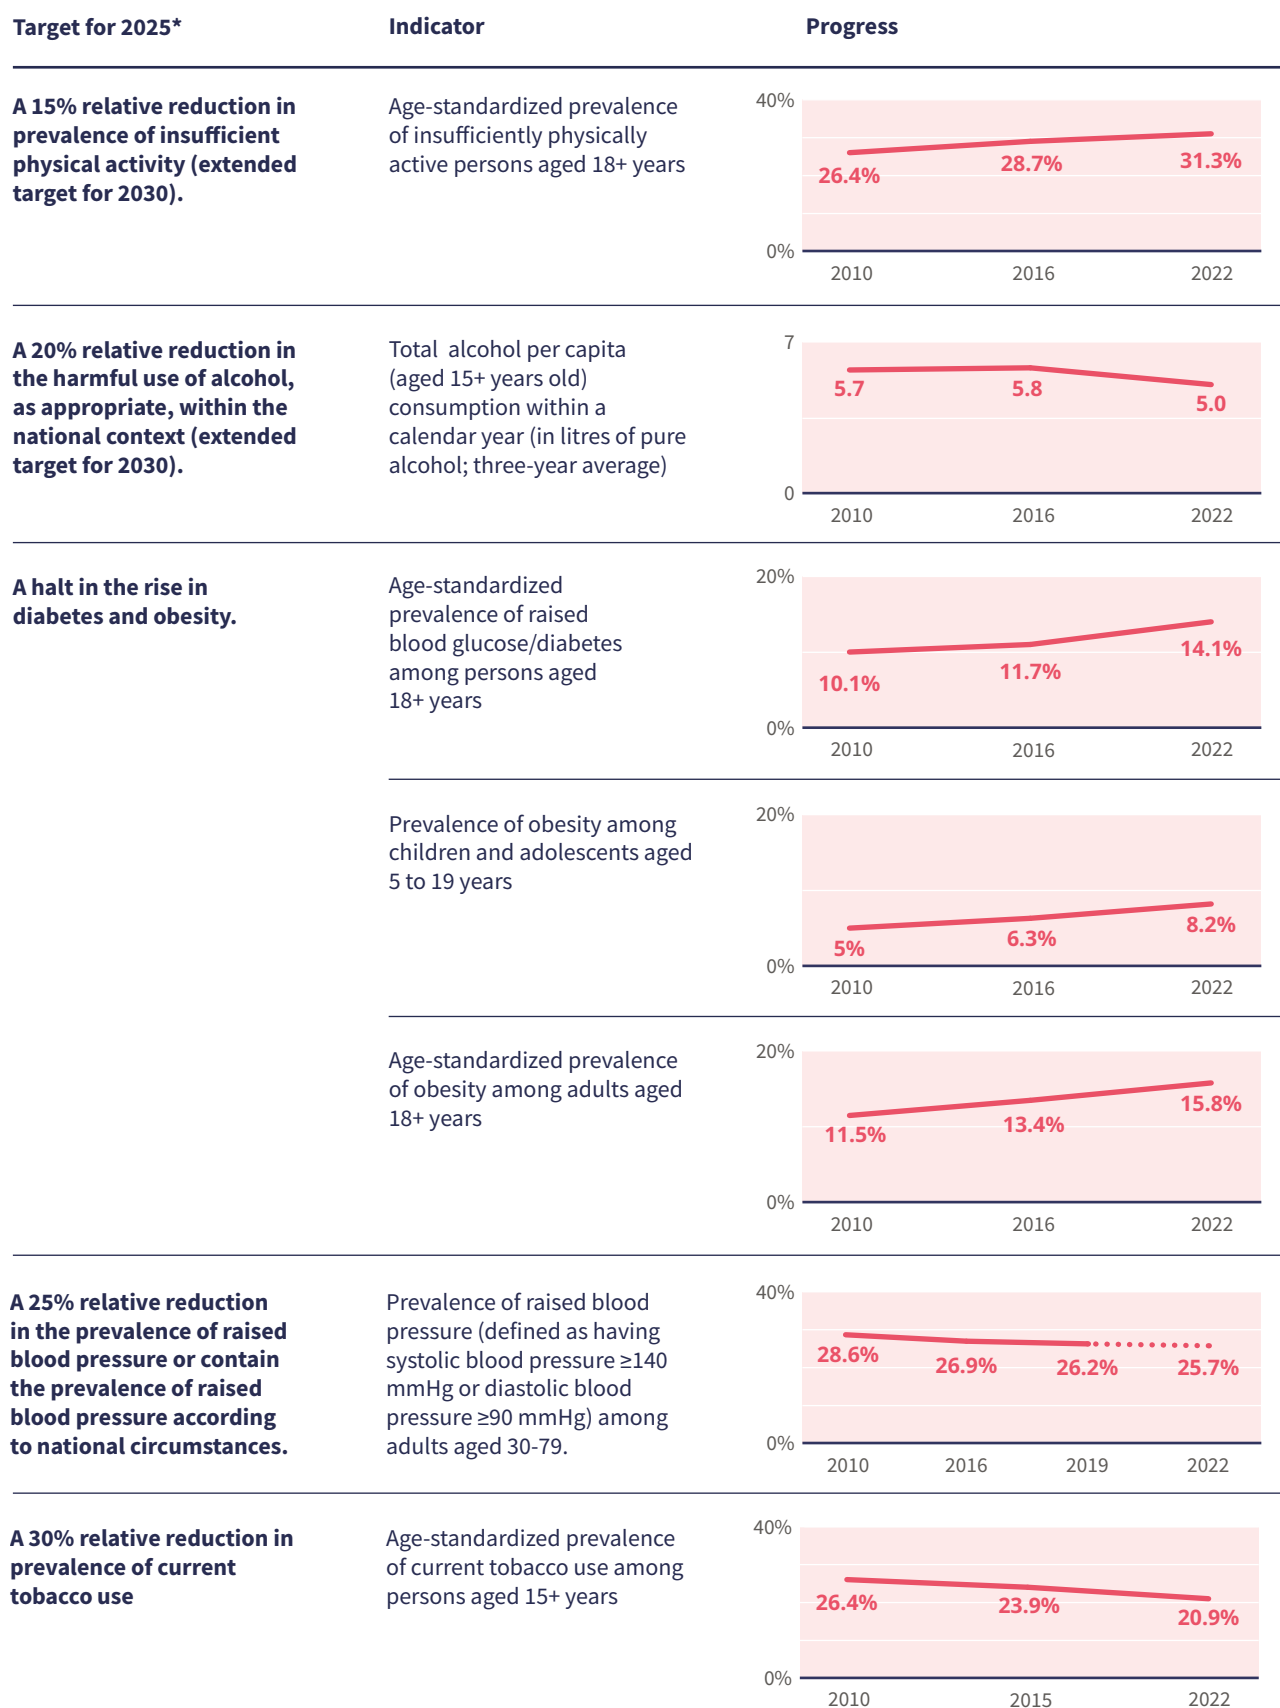 Target for 2025*
Indicator
Progress
A 15% relative reduction in
prevalence of insufficient
physical activity (extended
target for 2030).
Age-standardized prevalence
of insufficiently physically
active persons aged 18+ years
40%
26.4%
28.7%
31.3%
0%
2010
2016
2022
A 20% relative reduction in
the harmful use of alcohol,
as appropriate, within the
national context (extended
target for 2030).
Total alcohol per capita
(aged 15+ years old)
consumption within a
calendar year (in litres of pure
alcohol; three-year average)
7
5.7
5.8
5.0
0
2010
2016
2022
A halt in the rise in
diabetes and obesity.
Age-standardized
prevalence of raised
blood glucose/diabetes
among persons aged
18+ years
20%
10.1%
11.7%
14.1%
0%
2010
2016
2022
Prevalence of obesity among
children and adolescents aged
5 to 19 years
20%
5%
6.3%
8.2%
0%
2010
2016
2022
Age-standardized prevalence
of obesity among adults aged
18+ years
20%
11.5%
13.4%
15.8%
0%
2010
2016
2022
A 25% relative reduction
in the prevalence of raised
blood pressure or contain
the prevalence of raised
blood pressure according
to national circumstances.
Prevalence of raised blood
pressure (defined as having
systolic blood pressure ≥140
mmHg or diastolic blood
pressure ≥90 mmHg) among
adults aged 30-79.
40%
28.6%
26.9%
26.2%
25.7%
0%
2010
2016
2019
2022
A 30% relative reduction in
prevalence of current
tobacco use
Age-standardized prevalence
of current tobacco use among
persons aged 15+ years
40%
26.4%
23.9%
20.9%
0%
2010
2015
2022